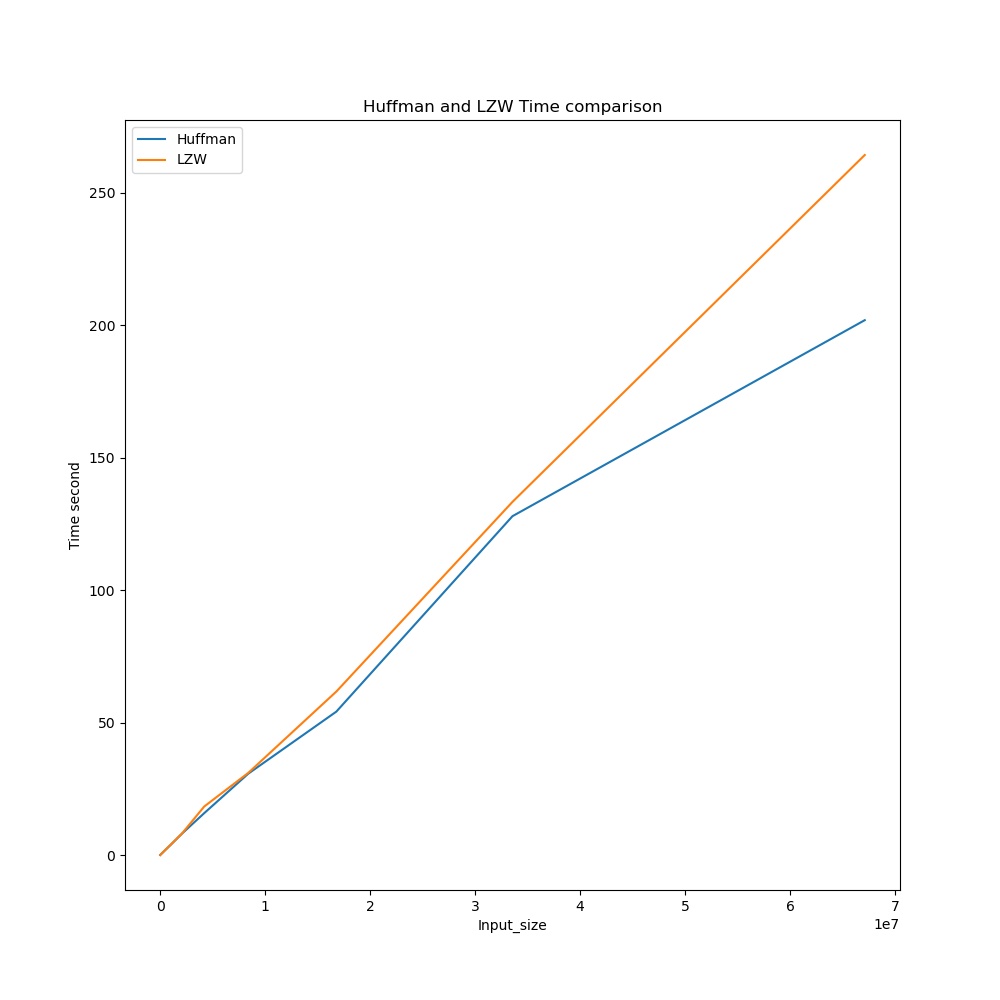 Huffman and LZW Time comparison
Huffman
LZW
250
200
150
100
50
0
Time second
0 1 2 3 4 5 6 7
1e7
Input_size